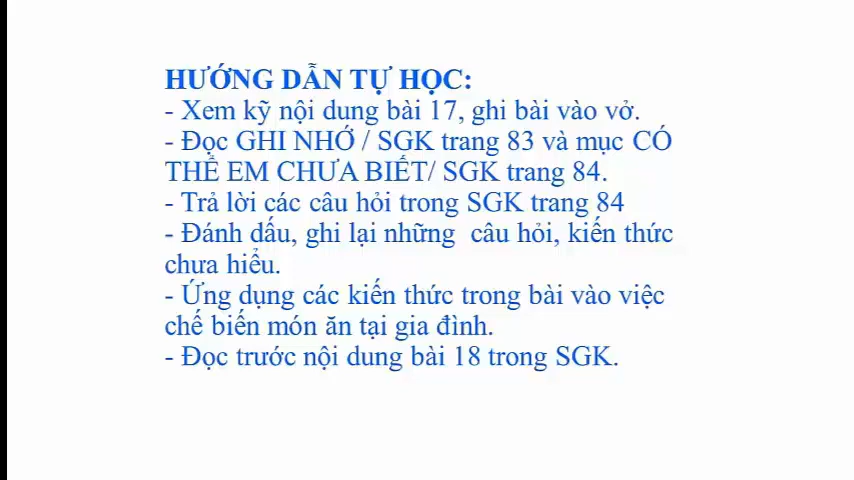 HƯỚNG DẪN TỰ HỌC:
- Xem kỹ nội dung bài 17, ghi bài vào vở.
- Đọc GHI NHỚ / SGK trang 83 và mục CÓ
THỂ EM CHƯA BIẾT/ SGK trang 84.
- Trả lời các câu hỏi trong SGK trang 84
- Đánh dấu, ghi lại những  câu hỏi, kiến thức
chưa hiểu.
- Ứng dụng các kiến thức trong bài vào việc
chế biến món ăn tại gia đình.
- Đọc trước nội dung bài 18 trong SGK.